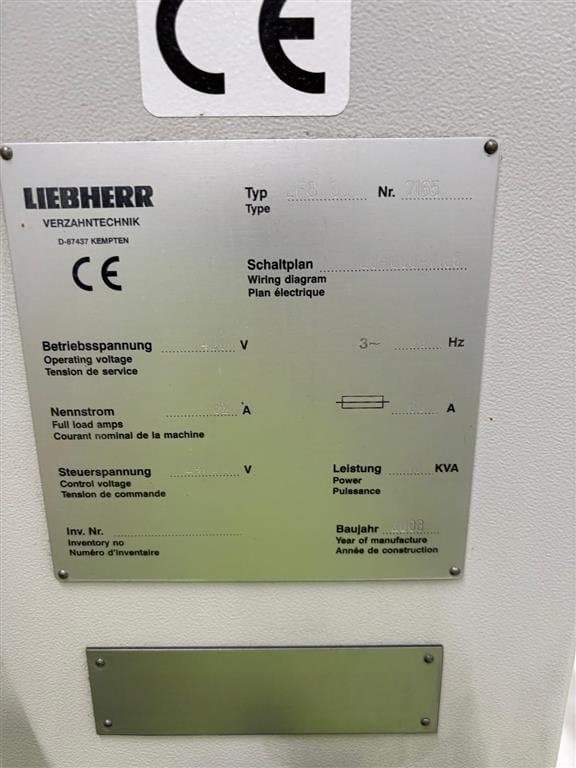 CE
LIEBHERR
VERZAHNTECHNIK
D-87437 KEMPTEN
CE
Typ Nr. 2165
Type
Schaltplan
Wiring diagram
Plan électrique
Betriebsspannung V 3~ Hz
Operating voltage
Tension de service
Nennstrom A A
Full load amps
Courant nominal de la machine
Steuerspannung V Leistung KVA
Control voltage Power
Tension de commande Puissance
Inv. Nr. Baujahr
Inventory no Year of manufacture
Numéro d'inventaire Année de construction